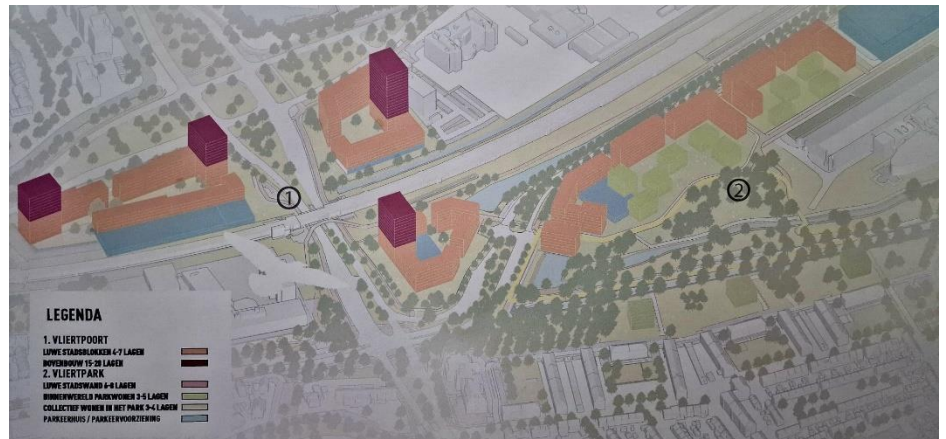 1
2
LEGENDA
1. VLIERTPOORT
LUWE STADSBLOKKEN 4-7 LAGEN
BOVENBOUW 15-20 LAGEN
2. VLIERTPARK
LUWE STADSWAND 6-8 LAGEN
BINNENWERELD PARKWONEN 3-5 LAGEN
COLLECTIEF WONEN IN HET PARK 3-4 LAGEN
PARKEERHUIS / PARKEERVOORZIENING